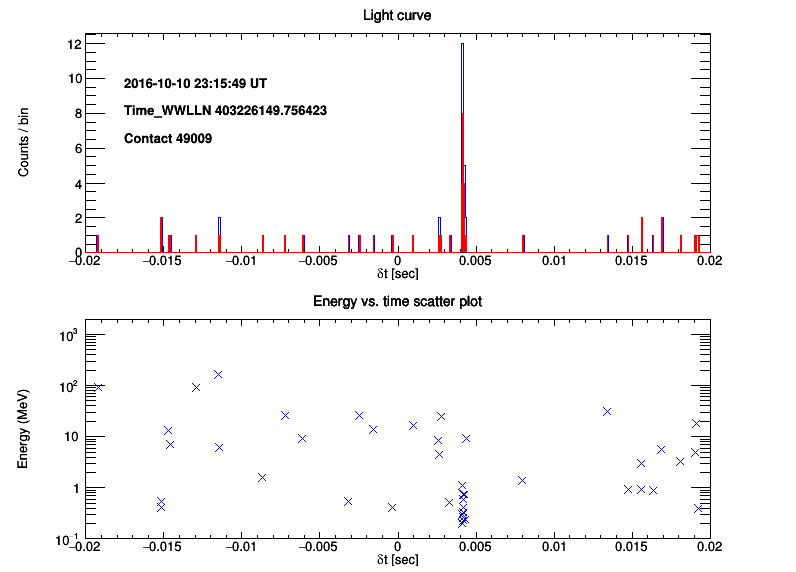 Light curve
Counts / bin
12
10
8
6
4
2
0
2016-10-10 23:15:49 UT
Time_WWLLN 403226149.756423
Contact 49009
−0.02 −0.015 −0.01 −0.005 0 0.005 0.01 0.015 0.02
δt [sec]
Energy vs. time scatter plot
Energy (MeV)
10³
10²
10
1
10⁻¹
−0.02 −0.015 −0.01 −0.005 0 0.005 0.01 0.015 0.02
δt [sec]